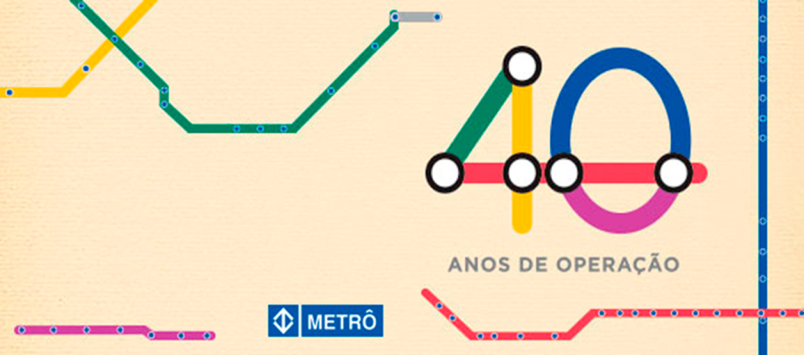 40
ANOS DE OPERAÇÃO
METRÔ